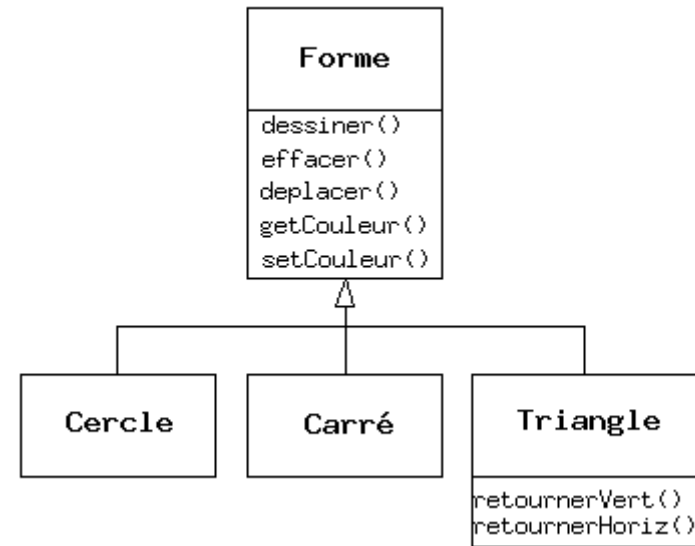 Forme
dessiner()
effacer()
deplacer()
getCouleur()
setCouleur()
Cercle
Carré
Triangle
retournerVert()
retournerHoriz()